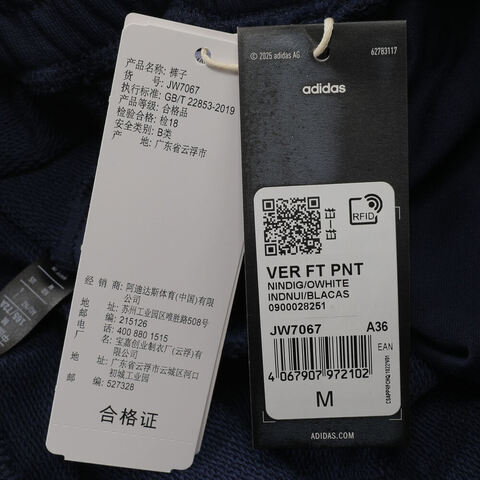 产品名称: 裤子
货 号: JW7067
执行标准: GB/T 22853-2019
产品等级: 合格品
检验合格: 检18
安全类别: B类
产 地: 广东省云浮市
经 销 商: 阿迪达斯体育(中国)有限公司
地 址: 苏州工业园区唯胜路508号
邮 编: 215126
电 话: 400 880 1515
厂 名: 宝嘉创业制衣厂(云浮)有限公司
地 址: 广东省云浮市云城区河口初城工业园
邮 编: 527328
合格证
© 2025 adidas AG
62783117
adidas
RFID
VER FT PNT
NINDIG/OWHITE
INDNUI/BLACAS
0900028251
JW7067 A36
EAN
4 067907 972102
M
ADIDAS.COM